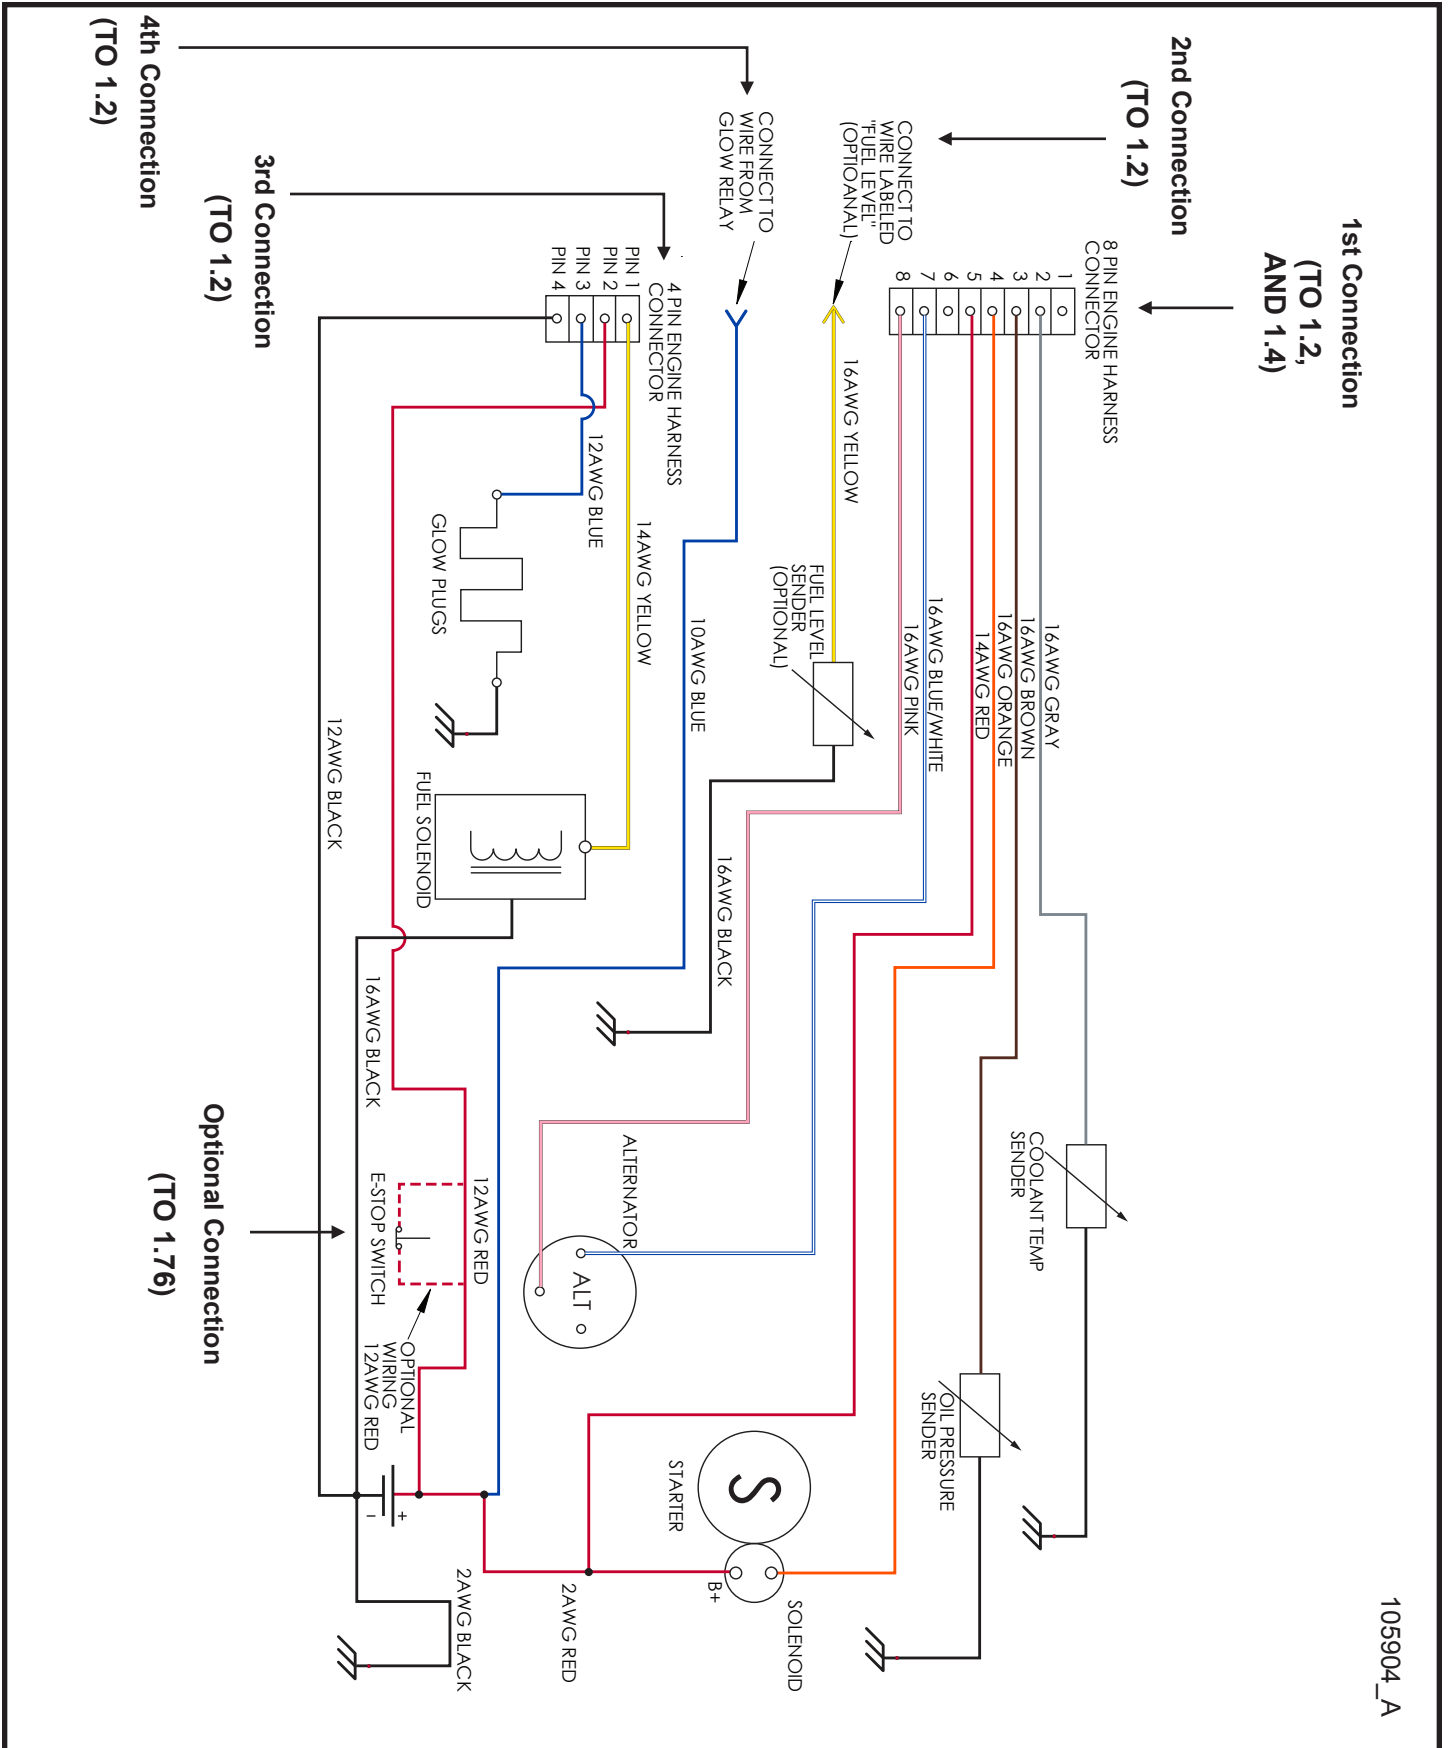 105904_A
1st Connection
(TO 1.2,
AND 1.4)
2nd Connection
(TO 1.2)
3rd Connection
(TO 1.2)
4th Connection
(TO 1.2)
8 PIN ENGINE HARNESS
CONNECTOR
1
2
3
4
5
6
7
8
CONNECT TO
WIRE LABELED
"FUEL LEVEL"
(OPTIOANAL)
CONNECT TO
WIRE FROM
GLOW RELAY
4 PIN ENGINE HARNESS
CONNECTOR
PIN 1
PIN 2
PIN 3
PIN 4
16AWG GRAY
16AWG BROWN
16AWG ORANGE
14AWG RED
16AWG BLUE/WHITE
16AWG PINK
16AWG YELLOW
FUEL LEVEL
SENDER
(OPTIONAL)
16AWG BLACK
10AWG BLUE
14AWG YELLOW
12AWG BLUE
GLOW PLUGS
FUEL SOLENOID
12AWG BLACK
16AWG BLACK
COOLANT TEMP
SENDER
OIL PRESSURE
SENDER
ALTERNATOR
ALT
12AWG RED
E-STOP SWITCH
OPTIONAL
WIRING
12AWG RED
Optional Connection
(TO 1.76)
STARTER
S
SOLENOID
B+
+
–
2AWG RED
2AWG BLACK